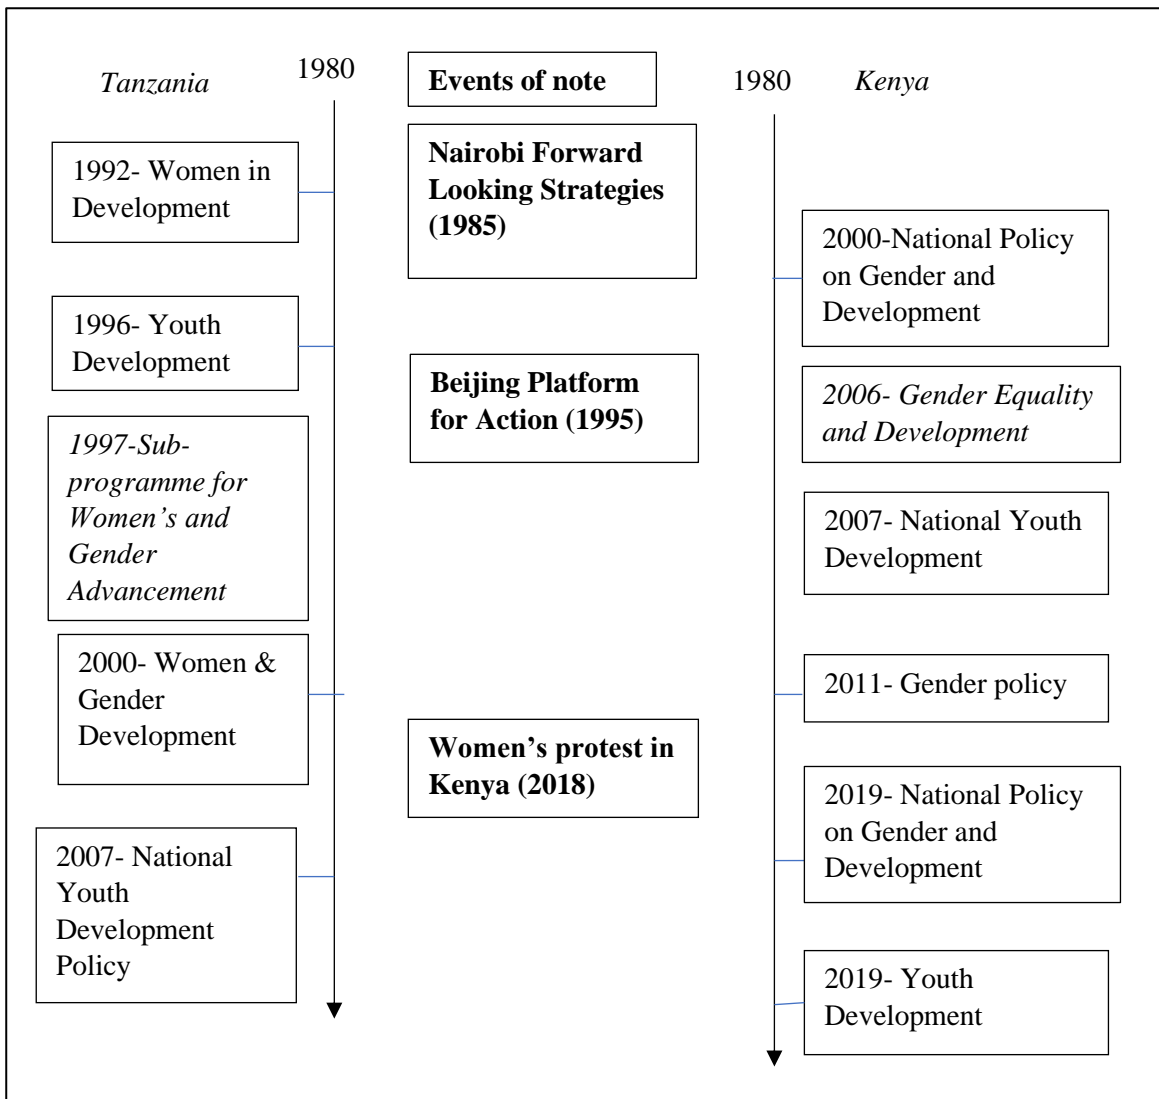 Tanzania
1980
Events of note
1980
Kenya
1992- Women in
Development
1996- Youth
Development
1997-Sub-
programme for
Women’s and
Gender
Advancement
2000- Women &
Gender
Development
2007- National
Youth
Development
Policy
Nairobi Forward
Looking Strategies
(1985)
Beijing Platform
for Action (1995)
Women’s protest in
Kenya (2018)
2000-National Policy
on Gender and
Development
2006- Gender Equality
and Development
2007- National Youth
Development
2011- Gender policy
2019- National Policy
on Gender and
Development
2019- Youth
Development